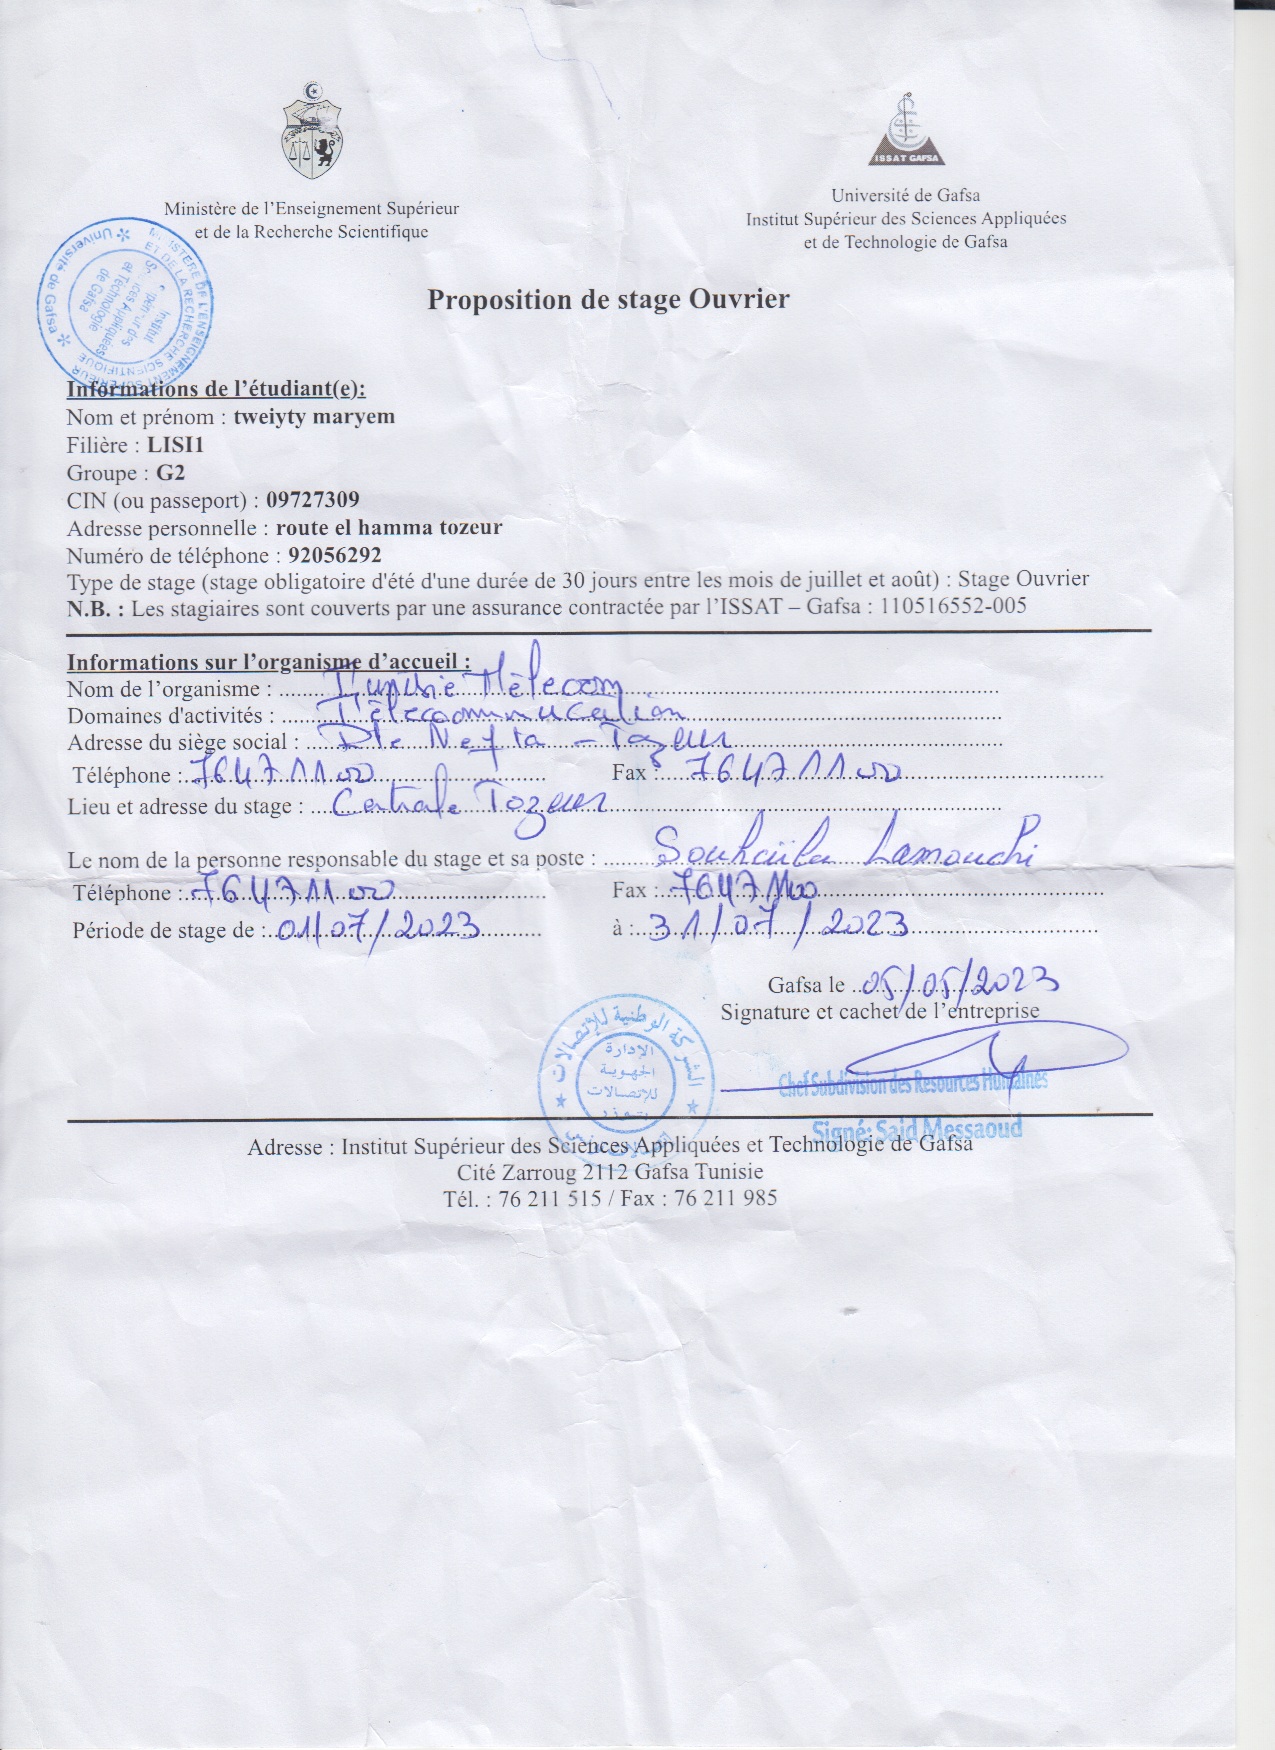 ISSAT GAFSA
Ministère de l'Enseignement Supérieur
et de la Recherche Scientifique
Université de Gafsa
Institut Supérieur des Sciences Appliquées
et de Technologie de Gafsa
MINISTERE DE L'ENSEIGNEMENT SUPERIEUR
ET DE LA RECHERCHE SCIENTIFIQUE
Université de Gafsa
Institut
Supérieur des
Sciences Appliquées
et Technologie
de Gafsa
Proposition de stage Ouvrier
Informations de l'étudiant(e):
Nom et prénom : tweiyty maryem
Filière : LISI1
Groupe : G2
CIN (ou passeport) : 09727309
Adresse personnelle : route el hamma tozeur
Numéro de téléphone : 92056292
Type de stage (stage obligatoire d'été d'une durée de 30 jours entre les mois de juillet et août) : Stage Ouvrier
N.B. : Les stagiaires sont couverts par une assurance contractée par l'ISSAT – Gafsa : 110516552-005
Informations sur l'organisme d'accueil :
Nom de l'organisme : Tunisie Télecom
Domaines d'activités : Télécommunication
Adresse du siège social : Rte Nefta - Tozeur
Téléphone : 76471100 Fax : 76471100
Lieu et adresse du stage : Centrale Tozeur
Le nom de la personne responsable du stage et sa poste : Souhaila Lamouchi
Téléphone : 76471100 Fax : 76471100
Période de stage de : 01/07/2023 à : 31/07/2023
Gafsa le 05/05/2023
Signature et cachet de l'entreprise
الشركة الوطنية للإتصالات
الإدارة
الجهوية
للإتصالات
بتوزر
Chef Subdivision des Resources Humaines
Signé: Said Messaoud
Adresse : Institut Supérieur des Sciences Appliquées et Technologie de Gafsa
Cité Zarroug 2112 Gafsa Tunisie
Tél. : 76 211 515 / Fax : 76 211 985